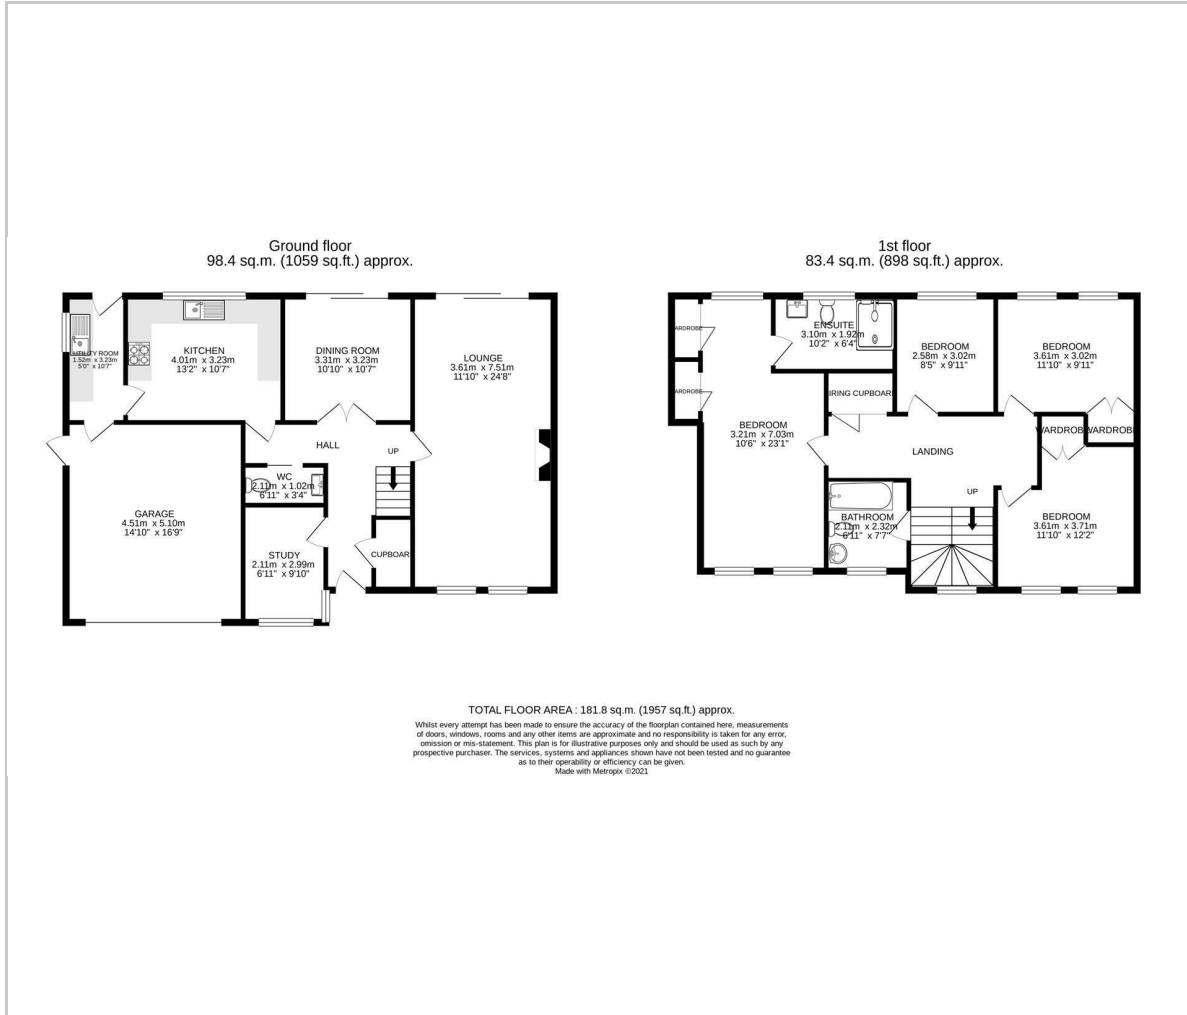 Ground floor
98.4 sq.m. (1059 sq.ft.) approx.
UTILITY ROOM
1.52m x 3.23m
5'0" x 10'7"
KITCHEN
4.01m x 3.23m
13'2" x 10'7"
DINING ROOM
3.31m x 3.23m
10'10" x 10'7"
LOUNGE
3.61m x 7.51m
11'10" x 24'8"
HALL
UP
WC
2.11m x 1.02m
6'11" x 3'4"
GARAGE
4.51m x 5.10m
14'10" x 16'9"
STUDY
2.11m x 2.99m
6'11" x 9'10"
CUPBOAR
1st floor
83.4 sq.m. (898 sq.ft.) approx.
ARDROBE
ARDROBE
ENSUITE
3.10m x 1.92m
10'2" x 6'4"
BEDROOM
2.58m x 3.02m
8'5" x 9'11"
BEDROOM
3.61m x 3.02m
11'10" x 9'11"
IRING CUPBOAR
BEDROOM
3.21m x 7.03m
10'6" x 23'1"
WARDROBE
WARDROBE
LANDING
UP
BATHROOM
2.11m x 2.32m
6'11" x 7'7"
BEDROOM
3.61m x 3.71m
11'10" x 12'2"
TOTAL FLOOR AREA : 181.8 sq.m. (1957 sq.ft.) approx.
Whilst every attempt has been made to ensure the accuracy of the floorplan contained here, measurements
of doors, windows, rooms and any other items are approximate and no responsibility is taken for any error,
omission or mis-statement. This plan is for illustrative purposes only and should be used as such by any
prospective purchaser. The services, systems and appliances shown have not been tested and no guarantee
as to their operability or efficiency can be given.
Made with Metropix ©2021